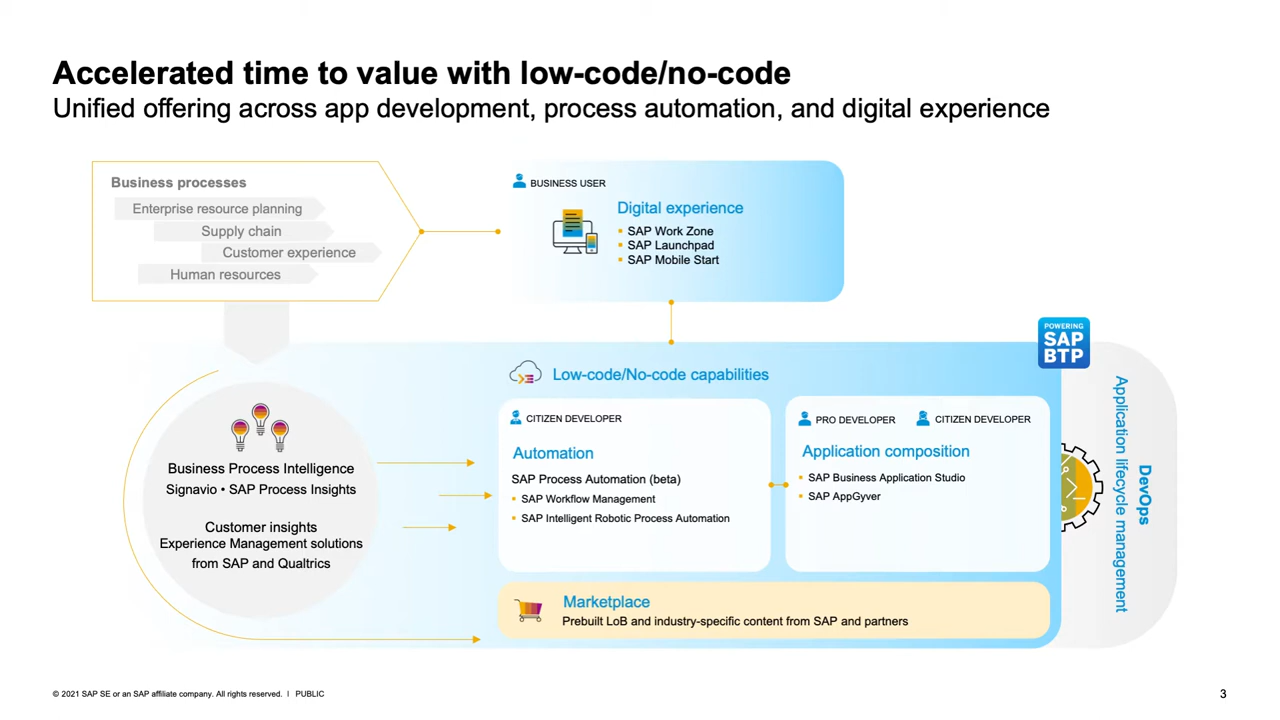 Accelerated time to value with low-code/no-code
Unified offering across app development, process automation, and digital experience
Business processes
Enterprise resource planning
Supply chain
Customer experience
Human resources
BUSINESS USER
Digital experience
▪ SAP Work Zone
▪ SAP Launchpad
▪ SAP Mobile Start
POWERING
SAP
BTP
Low-code/No-code capabilities
Business Process Intelligence
Signavio • SAP Process Insights
Customer insights
Experience Management solutions
from SAP and Qualtrics
CITIZEN DEVELOPER
Automation
SAP Process Automation (beta)
▪ SAP Workflow Management
▪ SAP Intelligent Robotic Process Automation
PRO DEVELOPER
CITIZEN DEVELOPER
Application composition
▪ SAP Business Application Studio
▪ SAP AppGyver
Marketplace
Prebuilt LoB and industry-specific content from SAP and partners
DevOps
Application lifecycle management
© 2021 SAP SE or an SAP affiliate company. All rights reserved. | PUBLIC
3